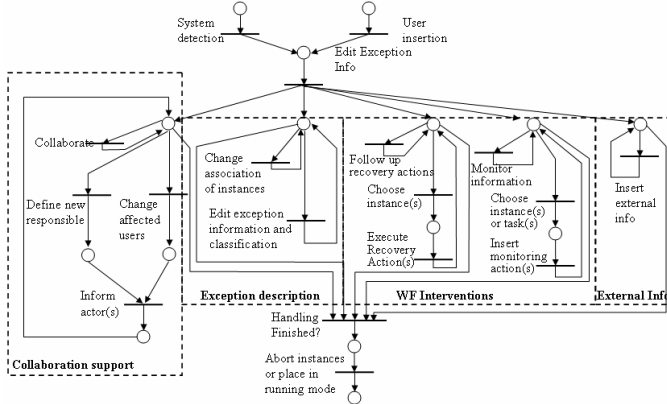 System
detection
User
insertion
Edit Exception
Info
Collaborate
Define new
responsible
Change
affected
users
Inform
actor(s)
Collaboration support
Change
association
of instances
Edit exception
information and
classification
Exception description
Follow up
recovery actions
Choose
instance(s)
Execute
Recovery
Action(s)
Monitor
information
Choose
instance(s)
or task(s)
Insert
monitoring
action(s)
WF Interventions
Insert
external
info
External Info
Handling
Finished?
Abort instances
or place in
running mode